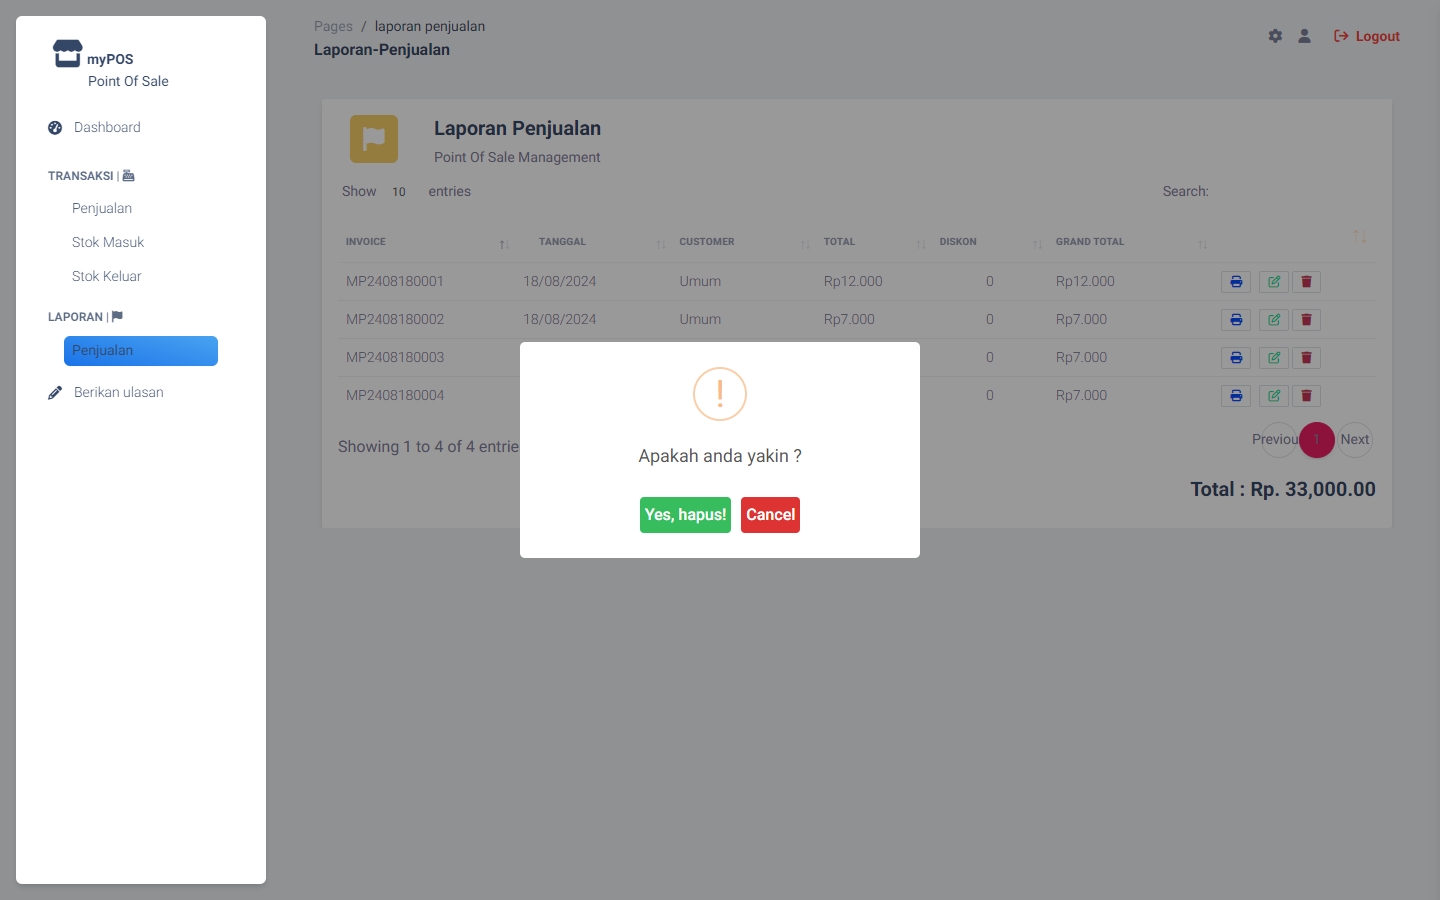 myPOS
Point Of Sale
Dashboard
TRANSAKSI |
Penjualan
Stok Masuk
Stok Keluar
LAPORAN |
Penjualan
Berikan ulasan
Pages / laporan penjualan
Laporan-Penjualan
Logout
Laporan Penjualan
Point Of Sale Management
Show 10 entries
Search:
INVOICE TANGGAL CUSTOMER TOTAL DISKON GRAND TOTAL
MP2408180001 18/08/2024 Umum Rp12.000 0 Rp12.000
MP2408180002 18/08/2024 Umum Rp7.000 0 Rp7.000
MP2408180003 0 Rp7.000
MP2408180004 0 Rp7.000
Showing 1 to 4 of 4 entrie
Previou 1 Next
Total : Rp. 33,000.00
!
Apakah anda yakin ?
Yes, hapus! Cancel